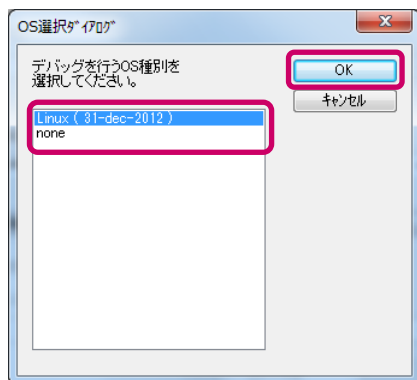 OS選択ﾀﾞｲｱﾛｸﾞ
デバッグを行うOS種別を
選択してください。
OK
ｷｬﾝｾﾙ
Linux ( 31-dec-2012 )
none